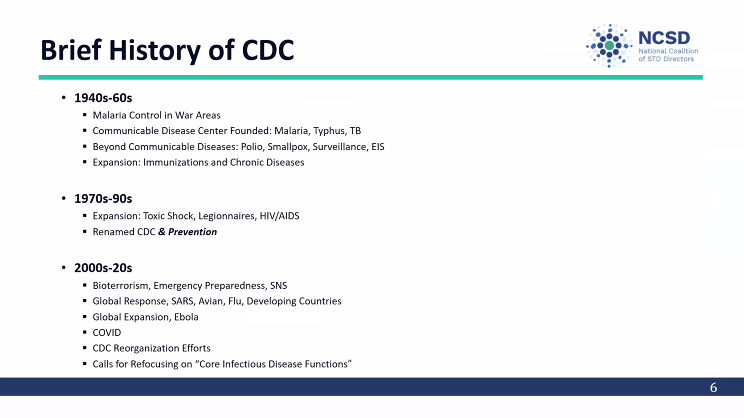 Brief History of CDC
NCSD
National Coalition
of STD Directors
• 1940s-60s
▪ Malaria Control in War Areas
▪ Communicable Disease Center Founded: Malaria, Typhus, TB
▪ Beyond Communicable Diseases: Polio, Smallpox, Surveillance, EIS
▪ Expansion: Immunizations and Chronic Diseases
• 1970s-90s
▪ Expansion: Toxic Shock, Legionnaires, HIV/AIDS
▪ Renamed CDC & Prevention
• 2000s-20s
▪ Bioterrorism, Emergency Preparedness, SNS
▪ Global Response, SARS, Avian, Flu, Developing Countries
▪ Global Expansion, Ebola
▪ COVID
▪ CDC Reorganization Efforts
▪ Calls for Refocusing on “Core Infectious Disease Functions”
6